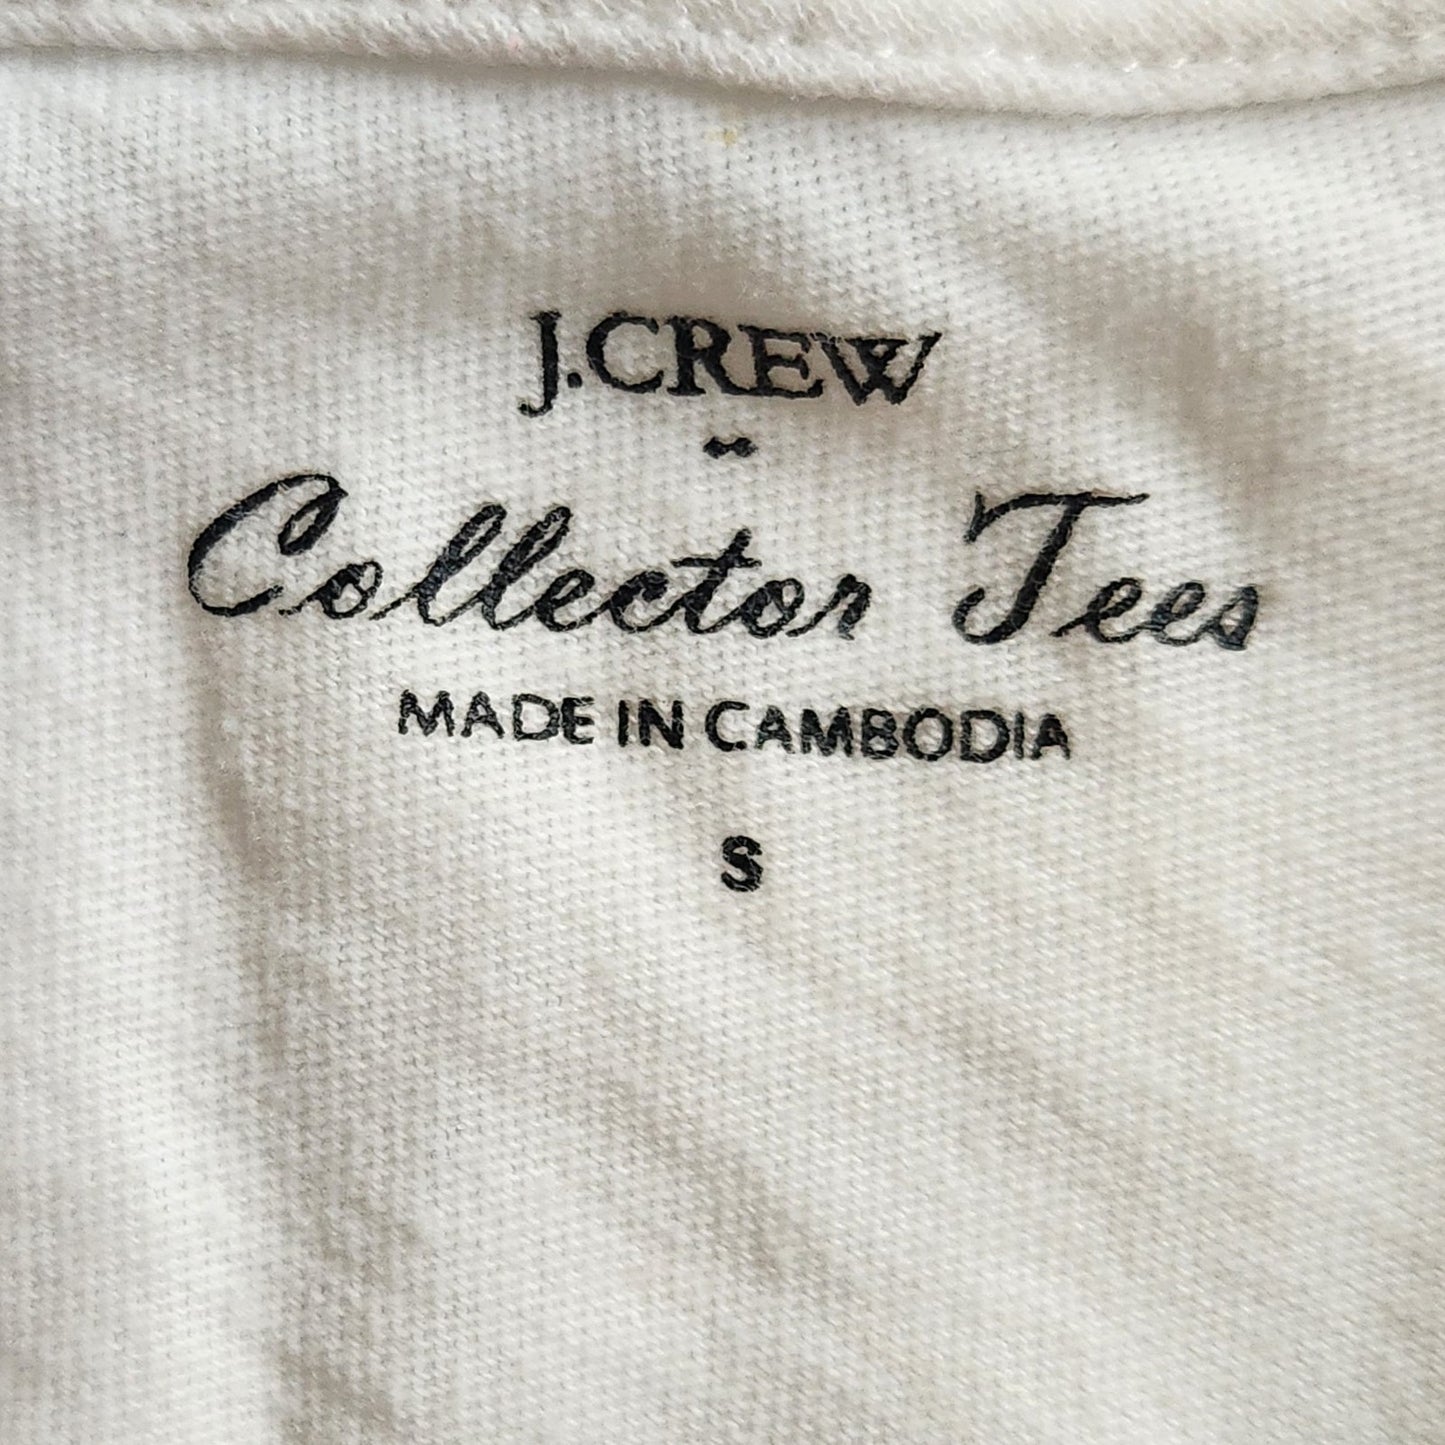 J.CREW
Collector Tees
MADE IN CAMBODIA
S